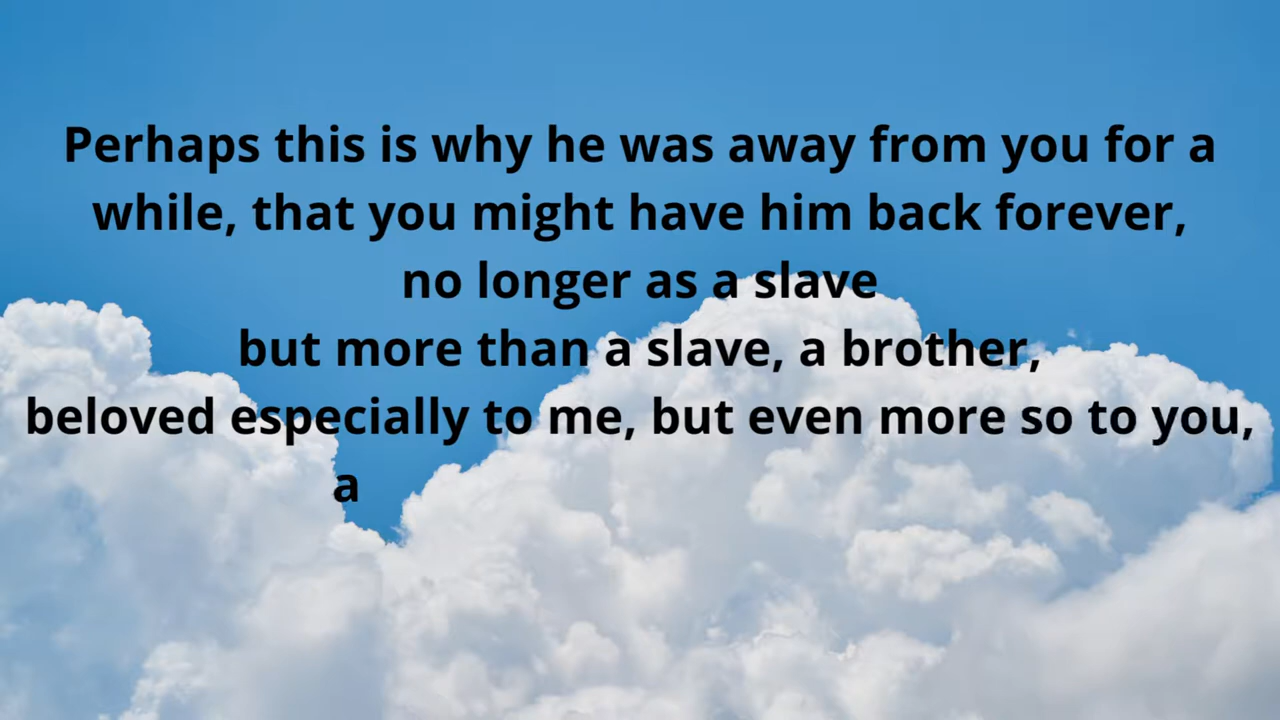 Perhaps this is why he was away from you for a
while, that you might have him back forever,
no longer as a slave
but more than a slave, a brother,
beloved especially to me, but even more so to you,
a